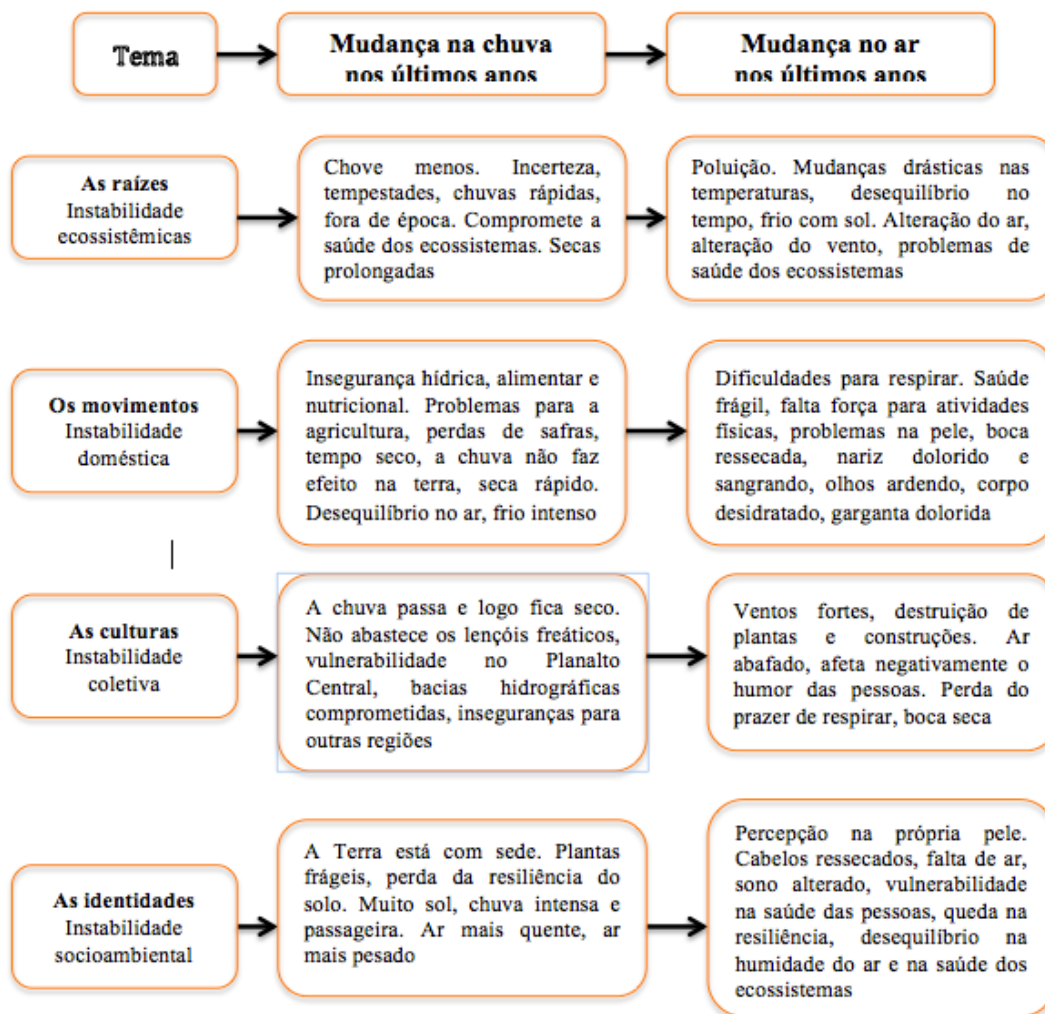 Tema
Mudança na chuva
nos últimos anos
Mudança no ar
nos últimos anos
As raízes
Instabilidade
ecossistêmicas
Chove menos. Incerteza,
tempestades, chuvas rápidas,
fora de época. Compromete a
saúde dos ecossistemas. Secas
prolongadas
Poluição. Mudanças drásticas nas
temperaturas, desequilíbrio no
tempo, frio com sol. Alteração do ar,
alteração do vento, problemas de
saúde dos ecossistemas
Os movimentos
Instabilidade
doméstica
Insegurança hídrica, alimentar e
nutricional. Problemas para a
agricultura, perdas de safras,
tempo seco, a chuva não faz
efeito na terra, seca rápido.
Desequilíbrio no ar, frio intenso
Dificuldades para respirar. Saúde
frágil, falta força para atividades
físicas, problemas na pele, boca
ressecada, nariz dolorido e
sangrando, olhos ardendo, corpo
desidratado, garganta dolorida
As culturas
Instabilidade
coletiva
A chuva passa e logo fica seco.
Não abastece os lençóis freáticos,
vulnerabilidade no Planalto
Central, bacias hidrográficas
comprometidas, inseguranças para
outras regiões
Ventos fortes, destruição de
plantas e construções. Ar
abafado, afeta negativamente o
humor das pessoas. Perda do
prazer de respirar, boca seca
As identidades
Instabilidade
socioambiental
A Terra está com sede. Plantas
frágeis, perda da resiliência do
solo. Muito sol, chuva intensa e
passageira. Ar mais quente, ar
mais pesado
Percepção na própria pele.
Cabelos ressecados, falta de ar,
sono alterado, vulnerabilidade
na saúde das pessoas, queda na
resiliência, desequilíbrio na
humidade do ar e na saúde dos
ecossistemas